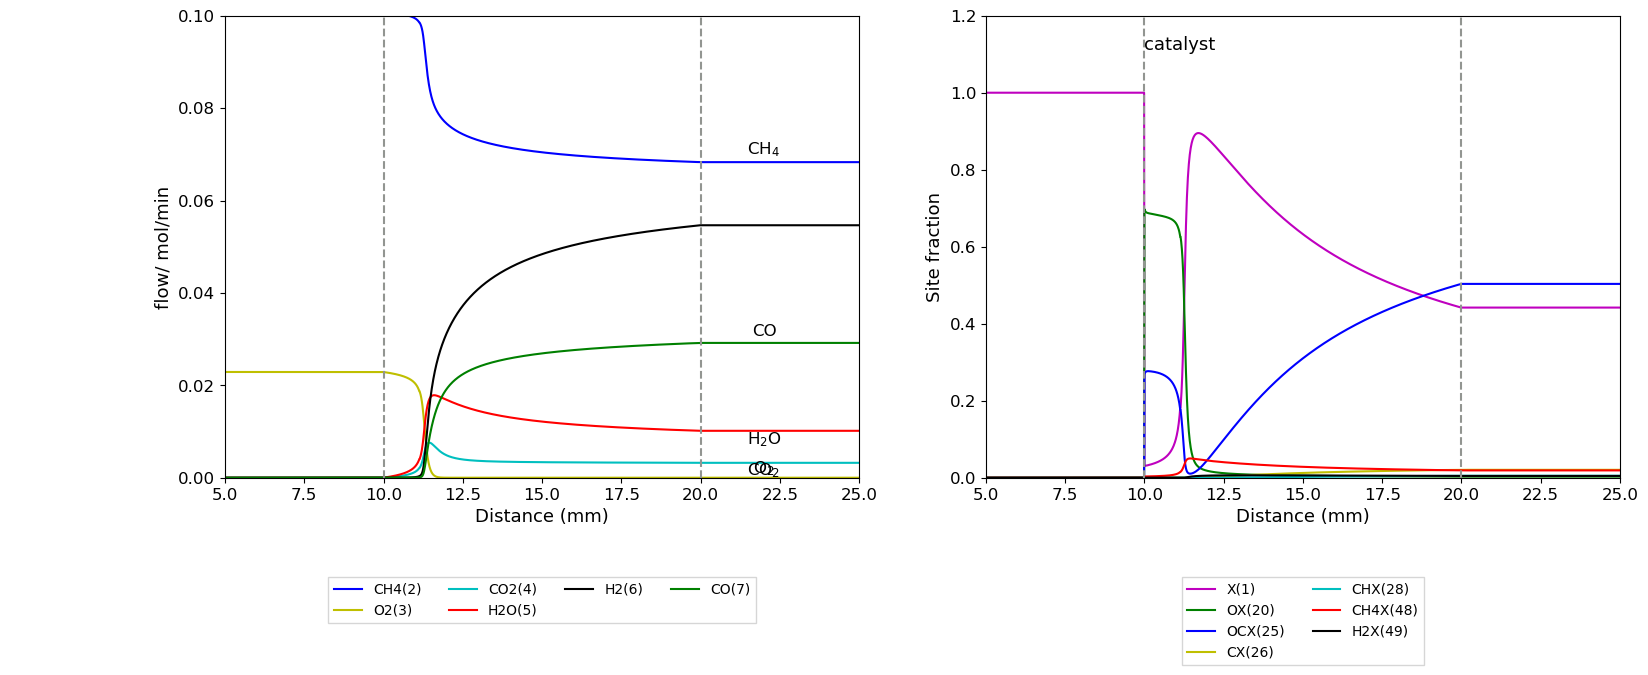 0.10
0.08
0.06
0.04
0.02
0.00
flow/ mol/min
CH₄
CO
H₂O
O₂
CO₂
5.0 7.5 10.0 12.5 15.0 17.5 20.0 22.5 25.0
Distance (mm)
CH4(2) CO2(4) H2(6) CO(7)
O2(3) H2O(5)
1.2
1.0
0.8
0.6
0.4
0.2
0.0
Site fraction
catalyst
5.0 7.5 10.0 12.5 15.0 17.5 20.0 22.5 25.0
Distance (mm)
X(1) CHX(28)
OX(20) CH4X(48)
OCX(25) H2X(49)
CX(26)